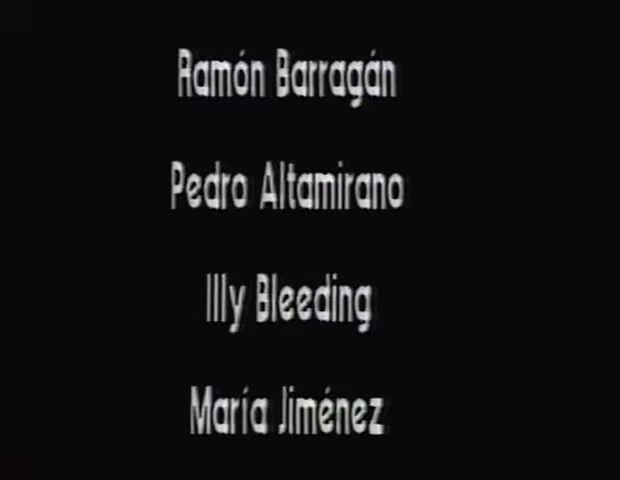 Ramón Barragán
Pedro Altamirano
Illy Bleeding
María Jiménez